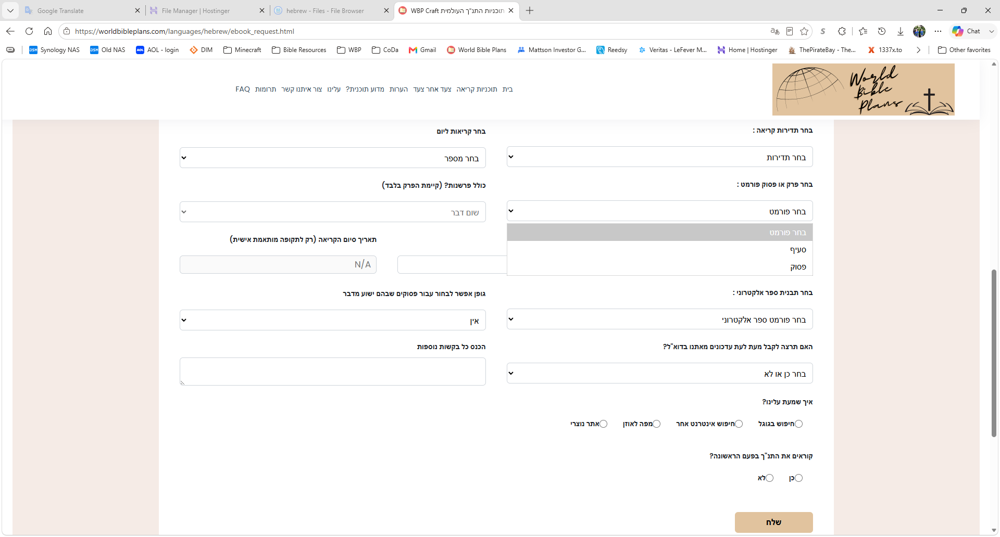 Google Translate
File Manager | Hostinger
hebrew - Files - File Browser
WBP Craft תוכניות התנ"ך העולמית
https://worldbibleplans.com/languages/hebrew/ebook_request.html
Chat
Synology NAS
Old NAS
AOL - login
DIM
Minecraft
Bible Resources
WBP
CoDa
Gmail
World Bible Plans
Mattson Investor G...
Reedsy
Veritas - LeFever M...
Home | Hostinger
ThePirateBay - The...
1337x.to
Other favorites
World
Bible
Plans
בית תוכניות קריאה צעד אחר צעד הערות מדוע תוכנית? עלינו צור איתנו קשר תרומות FAQ
בחר תדירות קריאה :
בחר קריאות ליום
בחר תדירות
בחר מספר
בחר פרק או פסוק פורמט :
כולל פרשנות? (קיימת הפרק בלבד)
בחר פורמט
שום דבר
בחר פורמט
סעיף
פסוק
תאריך סיום הקריאה (רק לתקופה מותאמת אישית)
N/A
בחר תבנית ספר אלקטרוני :
גופן אפשר לבחור עבור פסוקים שבהם ישוע מדבר
בחר פורמט ספר אלקטרוני
אין
האם תרצה לקבל מעת לעת עדכונים מאתנו בדוא"ל?
הכנס כל בקשות נוספות
בחר כן או לא
איך שמעת עלינו?
חיפוש בגוגל חיפוש אינטרנט אחר מפה לאוזן אתר נוצרי
קוראים את התנ"ך בפעם הראשונה?
כן לא
שלח